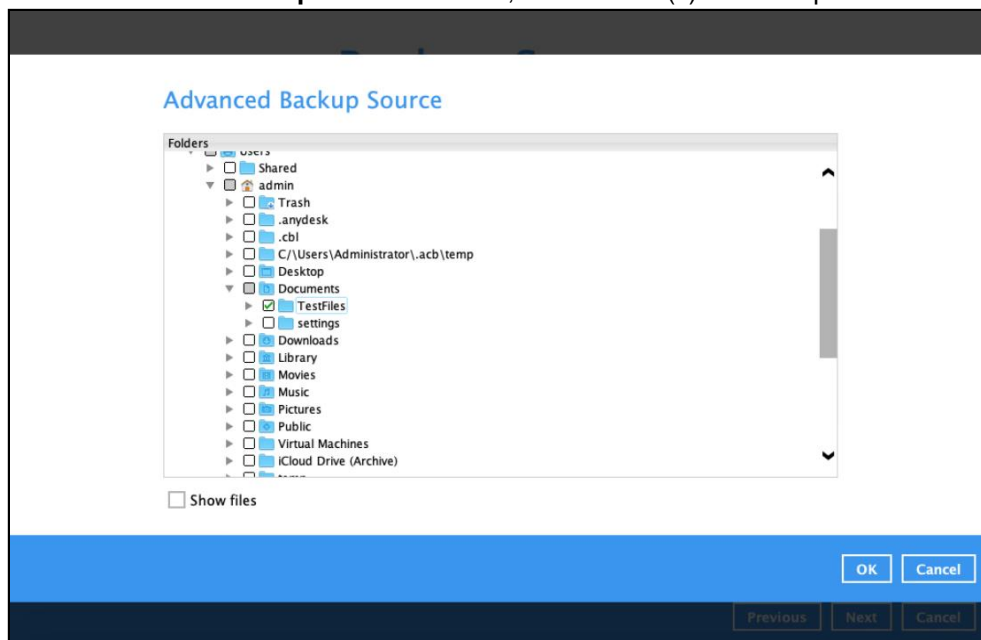 Advanced Backup Source
Folders
Users
Shared
admin
Trash
.anydesk
.cbl
C/\Users\Administrator\.acb\temp
Desktop
Documents
TestFiles
settings
Downloads
Library
Movies
Music
Pictures
Public
Virtual Machines
iCloud Drive (Archive)
Show files
OK Cancel
Previous Next Cancel